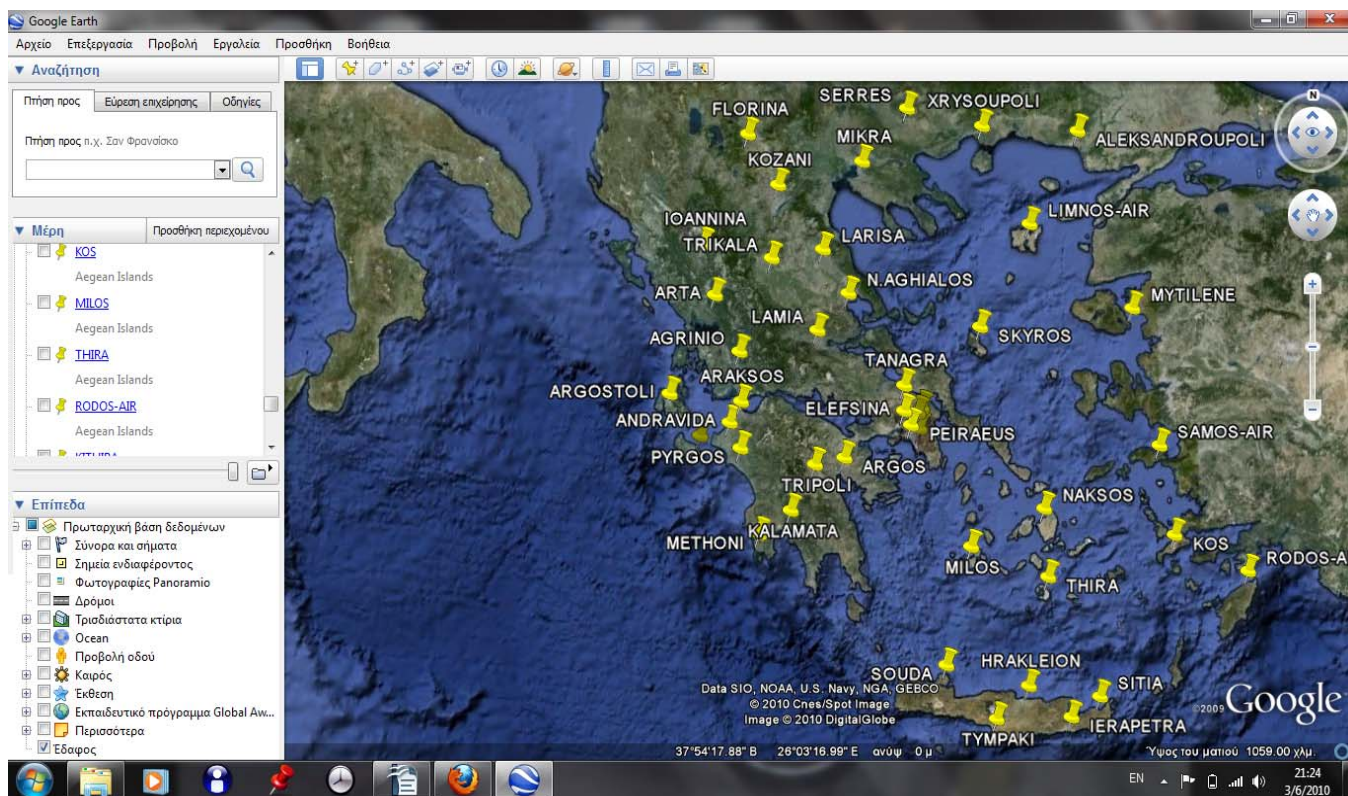 Google Earth
Αρχείο Επεξεργασία Προβολή Εργαλεία Προσθήκη Βοήθεια
Αναζήτηση
Πτήση προς Εύρεση επιχείρησης Οδηγίες
Πτήση προς π.χ. Σαν Φρανσίσκο
Μέρη Προσθήκη περιεχομένου
KOS
Aegean Islands
MILOS
Aegean Islands
THIRA
Aegean Islands
RODOS-AIR
Aegean Islands
KITHIRA
Επίπεδα
Πρωταρχική βάση δεδομένων
Σύνορα και σήματα
Σημεία ενδιαφέροντος
Φωτογραφίες Panoramio
Δρόμοι
Τρισδιάστατα κτίρια
Ocean
Προβολή οδού
Καιρός
Έκθεση
Εκπαιδευτικό πρόγραμμα Global Aw...
Περισσότερα
Έδαφος
N
SERRES XRYSOUPOLI
FLORINA
MIKRA ALEKSANDROUPOLI
KOZANI
IOANNINA LIMNOS-AIR
TRIKALA LARISA
ARTA N.AGHIALOS MYTILENE
LAMIA
AGRINIO SKYROS
TANAGRA
ARGOSTOLI ARAKSOS
ANDRAVIDA ELEFSINA
PEIRAEUS SAMOS-AIR
PYRGOS ARGOS
TRIPOLI
NAKSOS
METHONI KALAMATA KOS
MILOS RODOS-A
THIRA
SOUDA HRAKLEION
SITIA
IERAPETRA
TYMPAKI
Data SIO, NOAA, U.S. Navy, NGA, GEBCO
© 2010 Cnes/Spot Image
Image © 2010 DigitalGlobe
©2009 Google
37°54'17.88" Β 26°03'16.99" Ε ανύψ 0 μ Ύψος του ματιού 1059.00 χλμ.
EN 21:24
3/6/2010